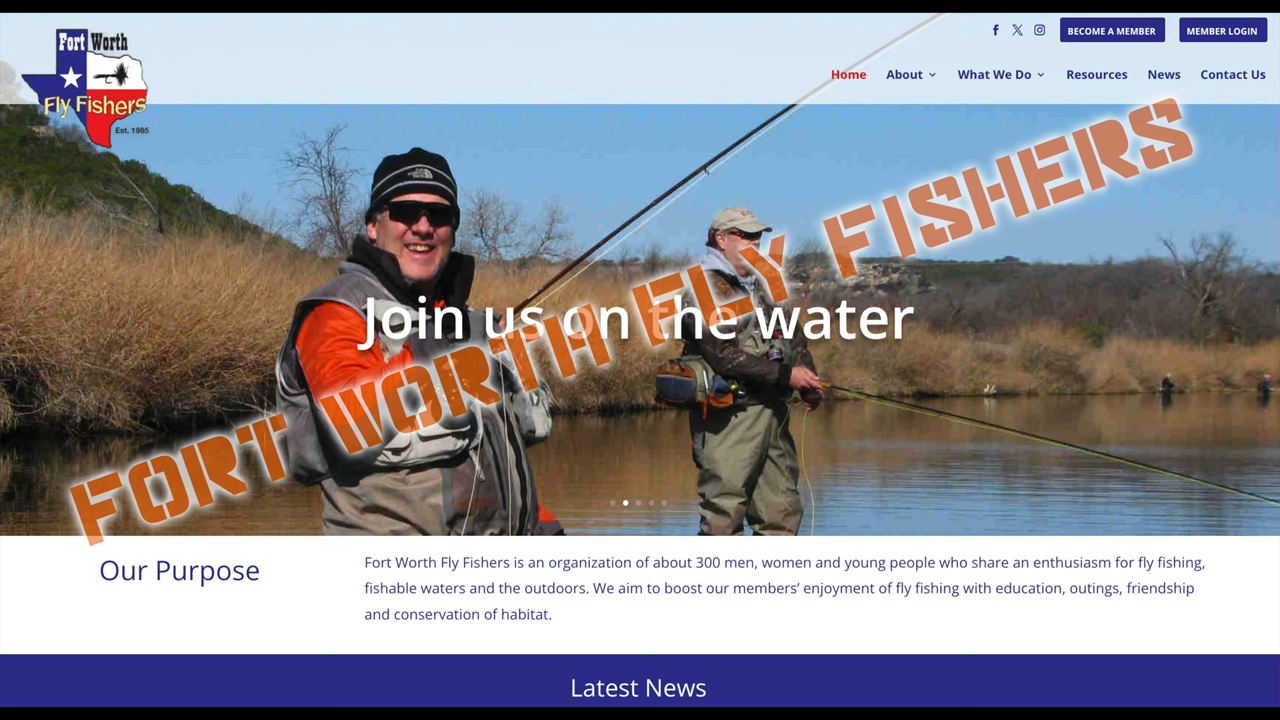 Fort Worth
Fly Fishers
Est. 1985
BECOME A MEMBER
MEMBER LOGIN
Home
About
What We Do
Resources
News
Contact Us
THE NORTH FACE
Join us on the water
FORT WORTH FLY FISHERS
Our Purpose
Fort Worth Fly Fishers is an organization of about 300 men, women and young people who share an enthusiasm for fly fishing,
fishable waters and the outdoors. We aim to boost our members’ enjoyment of fly fishing with education, outings, friendship
and conservation of habitat.
Latest News